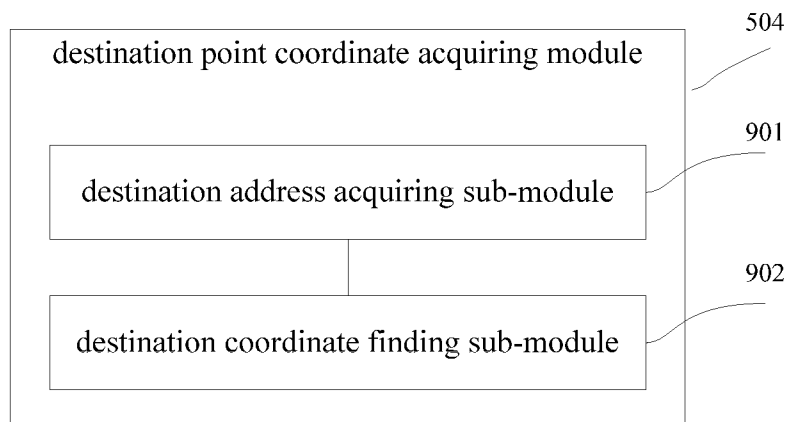 504
destination point coordinate acquiring module
901
destination address acquiring sub-module
902
destination coordinate finding sub-module